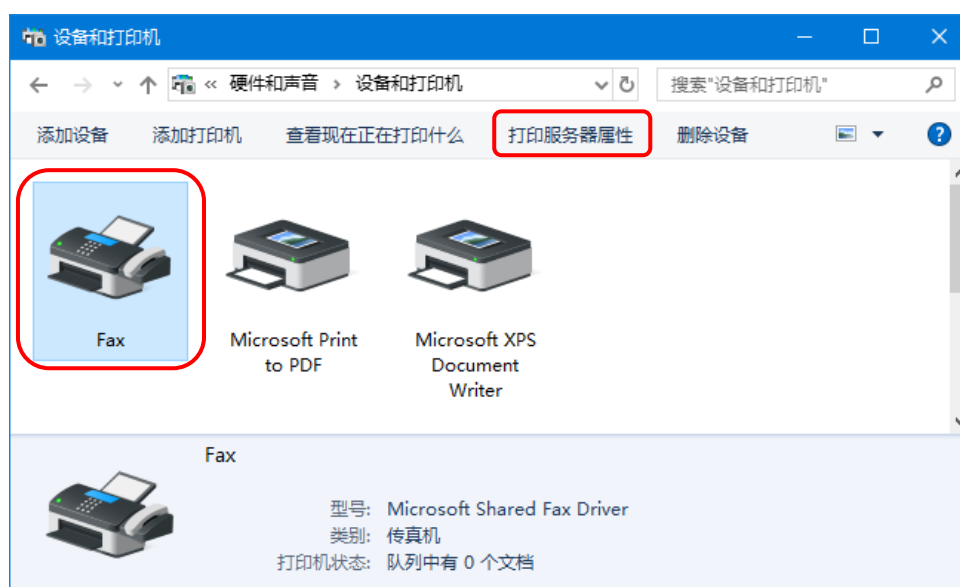 设备和打印机
« 硬件和声音 › 设备和打印机 搜索"设备和打印机"
添加设备 添加打印机 查看现在正在打印什么 打印服务器属性 删除设备
Fax
Microsoft Print
to PDF
Microsoft XPS
Document
Writer
Fax
型号: Microsoft Shared Fax Driver
类别: 传真机
打印机状态: 队列中有 0 个文档